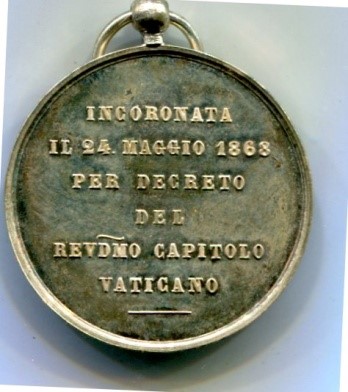 INCORONATA
IL 24. MAGGIO 1868
PER DECRETO
DEL
REVDMO CAPITOLO
VATICANO